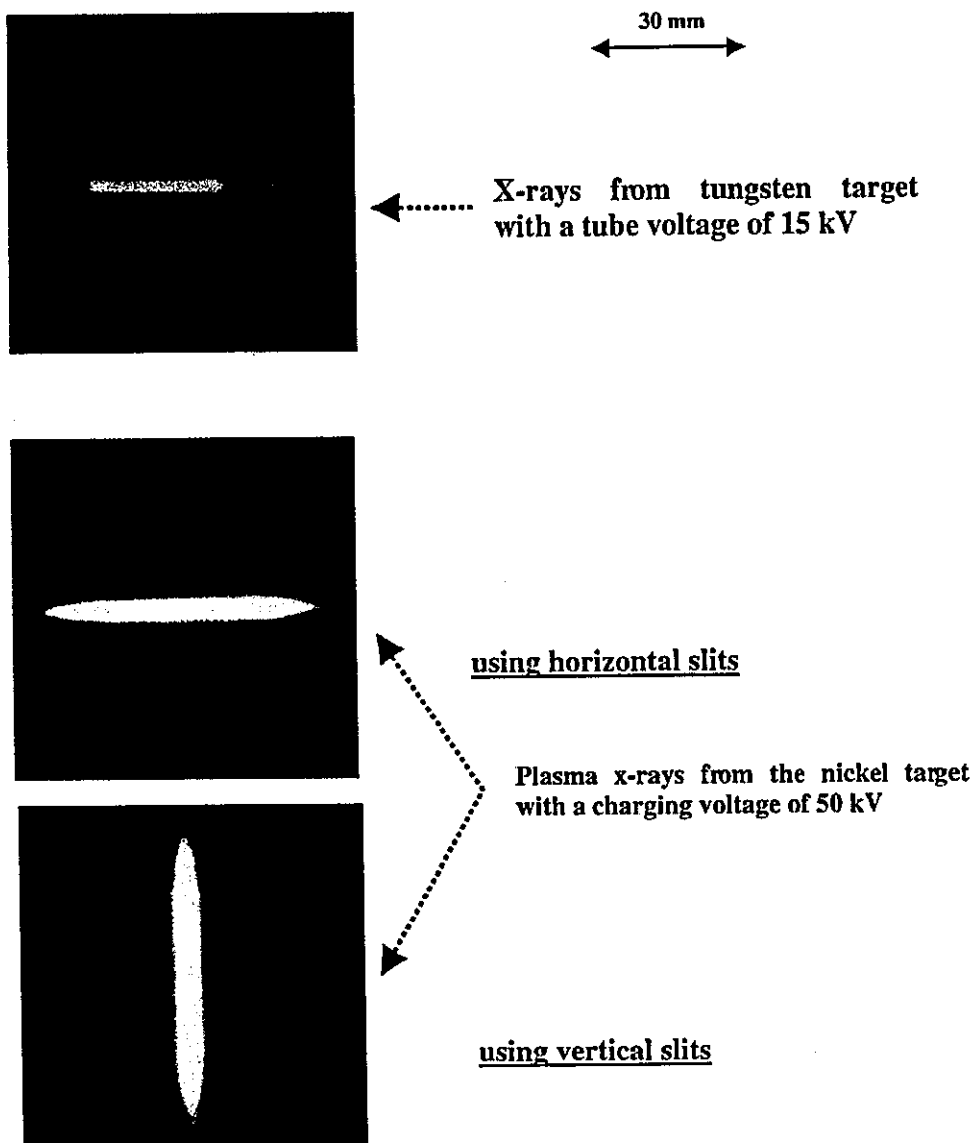 30 mm
X-rays from tungsten target
with a tube voltage of 15 kV
using horizontal slits
Plasma x-rays from the nickel target
with a charging voltage of 50 kV
using vertical slits